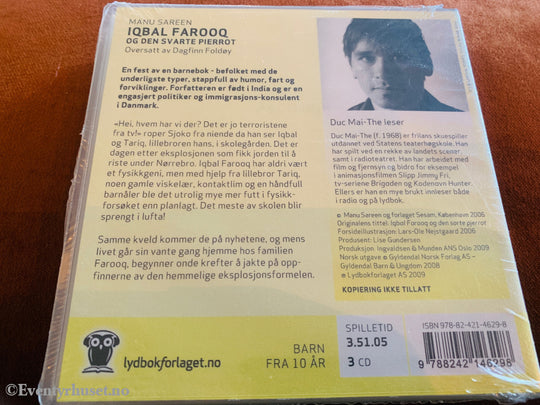 MANU SAREEN
IQBAL FAROOQ
OG DEN SVARTE PIERROT
Oversatt av Dagfinn Foldøy
En fest av en barnebok - befolket med de
underligste typer, stappfull av humor, fart og
forviklinger. Forfatteren er født i India og er en
engasjert politiker og immigrasjons-konsulent
i Danmark.
«Hei, hvem har vi der? Det er jo terroristene
fra tv!» roper Sjoko fra niende da han ser Iqbal
og Tariq, lillebroren hans, i skolegården. Det er
dagen etter eksplosjonen som fikk jorden til å
riste under Nørrebro. Iqbal Farooq har aldri vært
et fysikkgeni, men med hjelp fra lillebror Tariq,
noen gamle viskelær, kontaktlim og en håndfull
barnåler ble det utrolig mye mer futt i fysikk-
forsøket enn planlagt. Det meste av skolen blir
sprengt i lufta!
Samme kveld kommer de på nyhetene, og mens
livet går sin vante gang hjemme hos familien
Farooq, begynner onde krefter å jakte på opp-
finnerne av den hemmelige eksplosjonsformelen.
Duc Mai-The leser
Duc Mai-The (f. 1968) er frilans skuespiller
utdannet ved Statens teaterhøgskole. Han
har spilt ved en rekke av landets scener
samt i radioteatret. Han har arbeidet med
film og fjernsyn og bidro for eksempel i
animasjonsfilmen Slipp Jimmy Fri,
tv-seriene Brigaden og Kodenavn Hunter.
Ellers er han en mye brukt innleser både
i radio og på lydbok.
© Manu Sareen og forlaget Sesam, København 2006
Originalens tittel: Iqbal Farooq og den sorte pjerrot
Forsideillustrasjon: Lars-Ole Nejstgaard 2006
Produsent: Lise Gundersen
Produksjon: Ingvaldsen & Munden ANS Oslo 2009
Norsk utgave: © Gyldendal Norsk Forlag AS –
Gyldendal Barn & Ungdom 2008
℗ Lydbokforlaget AS 2009
KOPIERING IKKE TILLATT
lydbokforlaget.no
BARN
FRA 10 ÅR
SPILLETID
3.51.05
3 CD
ISBN 978-82-421-4629-8
9 788242 146298
© Eventyrhuset.no